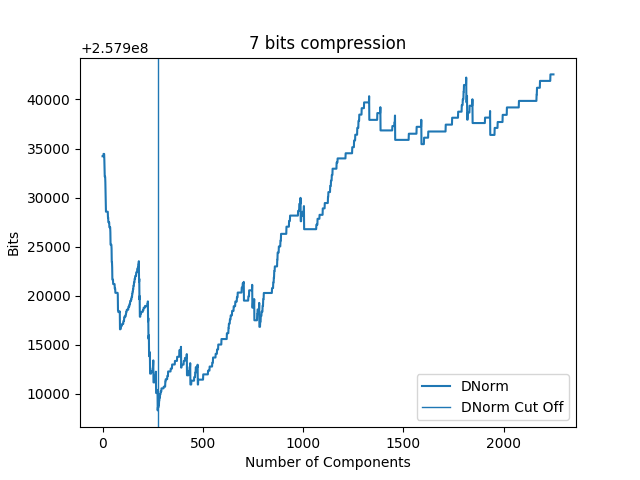 7 bits compression
+2.579e8
40000
35000
30000
25000
20000
15000
10000
Bits
0 500 1000 1500 2000
Number of Components
DNorm
DNorm Cut Off